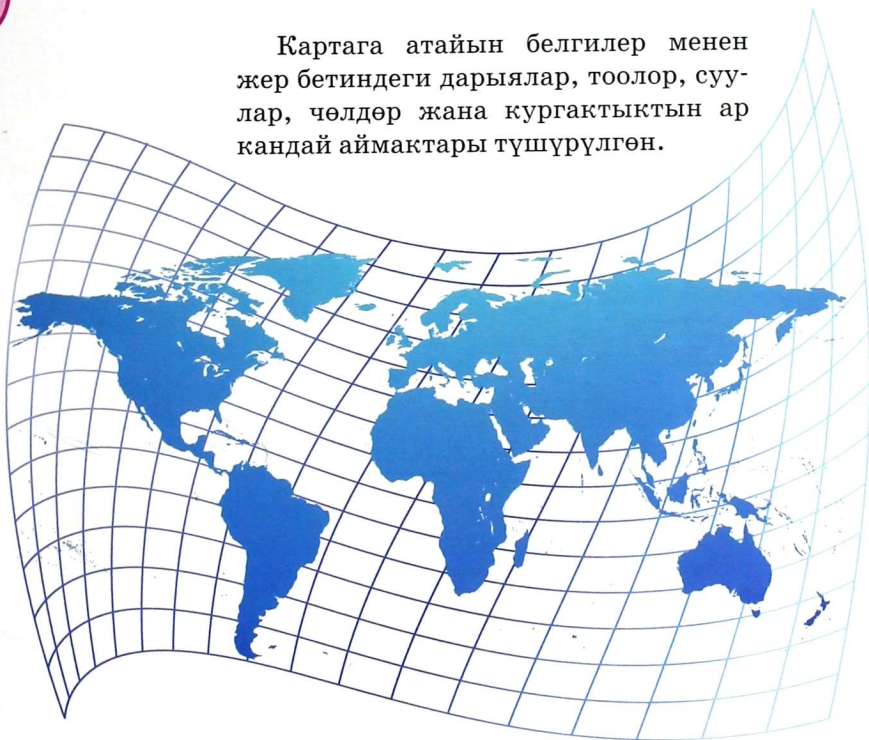 Картага атайын белгилер менен
жер бетиндеги дарыялар, тоолор, суу-
лар, чөлдөр жана кургактыктын ар
кандай аймактары түшүрүлгөн.